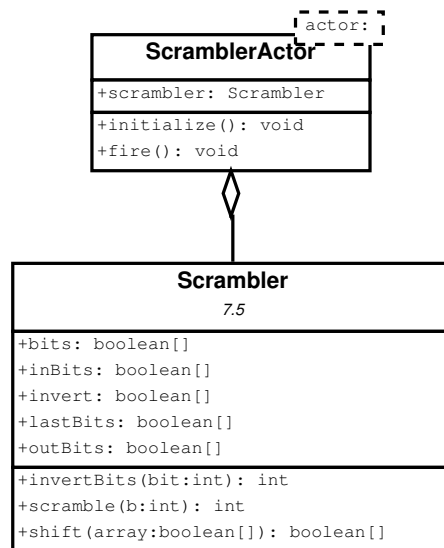 actor:
ScramblerActor
+scrambler: Scrambler
+initialize(): void
+fire(): void
Scrambler
7.5
+bits: boolean[]
+inBits: boolean[]
+invert: boolean[]
+lastBits: boolean[]
+outBits: boolean[]
+invertBits(bit:int): int
+scramble(b:int): int
+shift(array:boolean[]): boolean[]